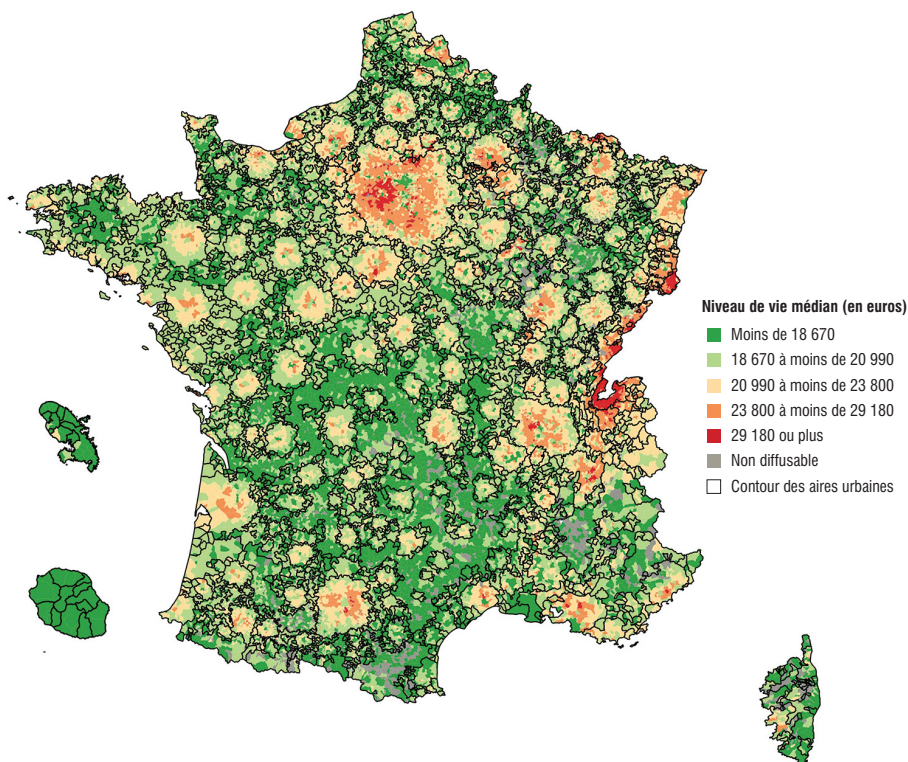 Niveau de vie médian (en euros)
Moins de 18 670
18 670 à moins de 20 990
20 990 à moins de 23 800
23 800 à moins de 29 180
29 180 ou plus
Non diffusable
Contour des aires urbaines